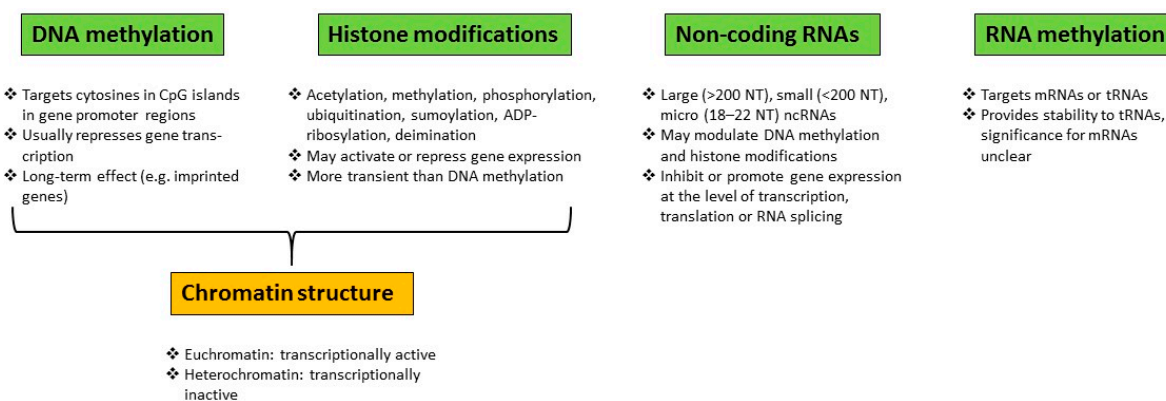 DNA methylation
❖ Targets cytosines in CpG islands
in gene promoter regions
❖ Usually represses gene trans-
cription
❖ Long-term effect (e.g. imprinted
genes)
Histone modifications
❖ Acetylation, methylation, phosphorylation,
ubiquitination, sumoylation, ADP-
ribosylation, deimination
❖ May activate or repress gene expression
❖ More transient than DNA methylation
Non-coding RNAs
❖ Large (>200 NT), small (<200 NT),
micro (18–22 NT) ncRNAs
❖ May modulate DNA methylation
and histone modifications
❖ Inhibit or promote gene expression
at the level of transcription,
translation or RNA splicing
RNA methylation
❖ Targets mRNAs or tRNAs
❖ Provides stability to tRNAs,
significance for mRNAs
unclear
Chromatin structure
❖ Euchromatin: transcriptionally active
❖ Heterochromatin: transcriptionally
inactive